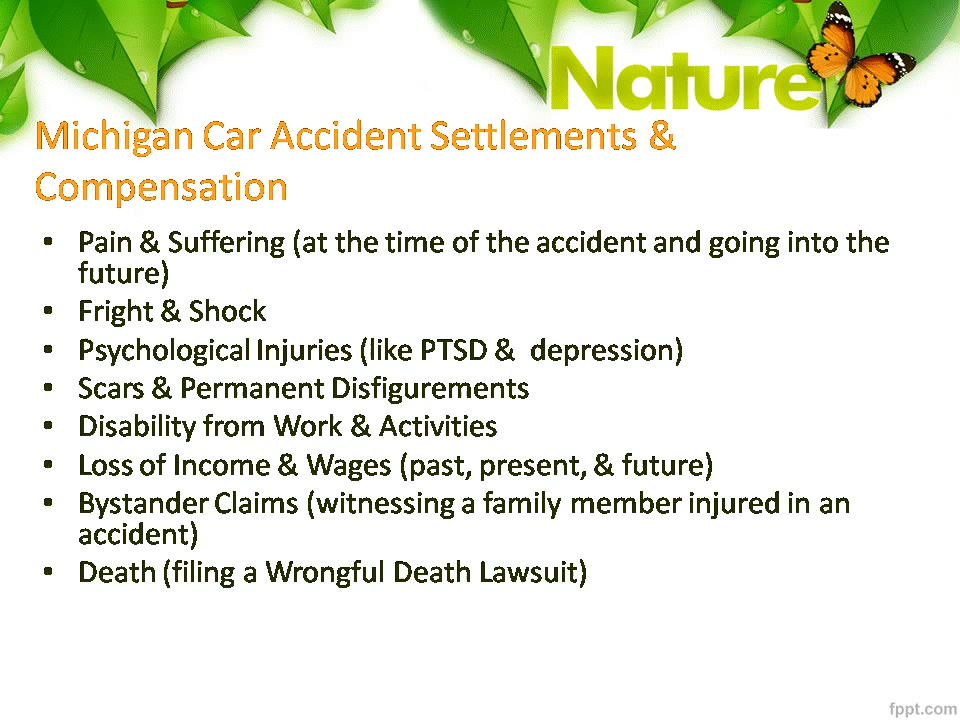 Nature
Michigan Car Accident Settlements &
Compensation
• Pain & Suffering (at the time of the accident and going into the
future)
• Fright & Shock
• Psychological Injuries (like PTSD &  depression)
• Scars & Permanent Disfigurements
• Disability from Work & Activities
• Loss of Income & Wages (past, present, & future)
• Bystander Claims (witnessing a family member injured in an
accident)
• Death (filing a Wrongful Death Lawsuit)
fppt.com